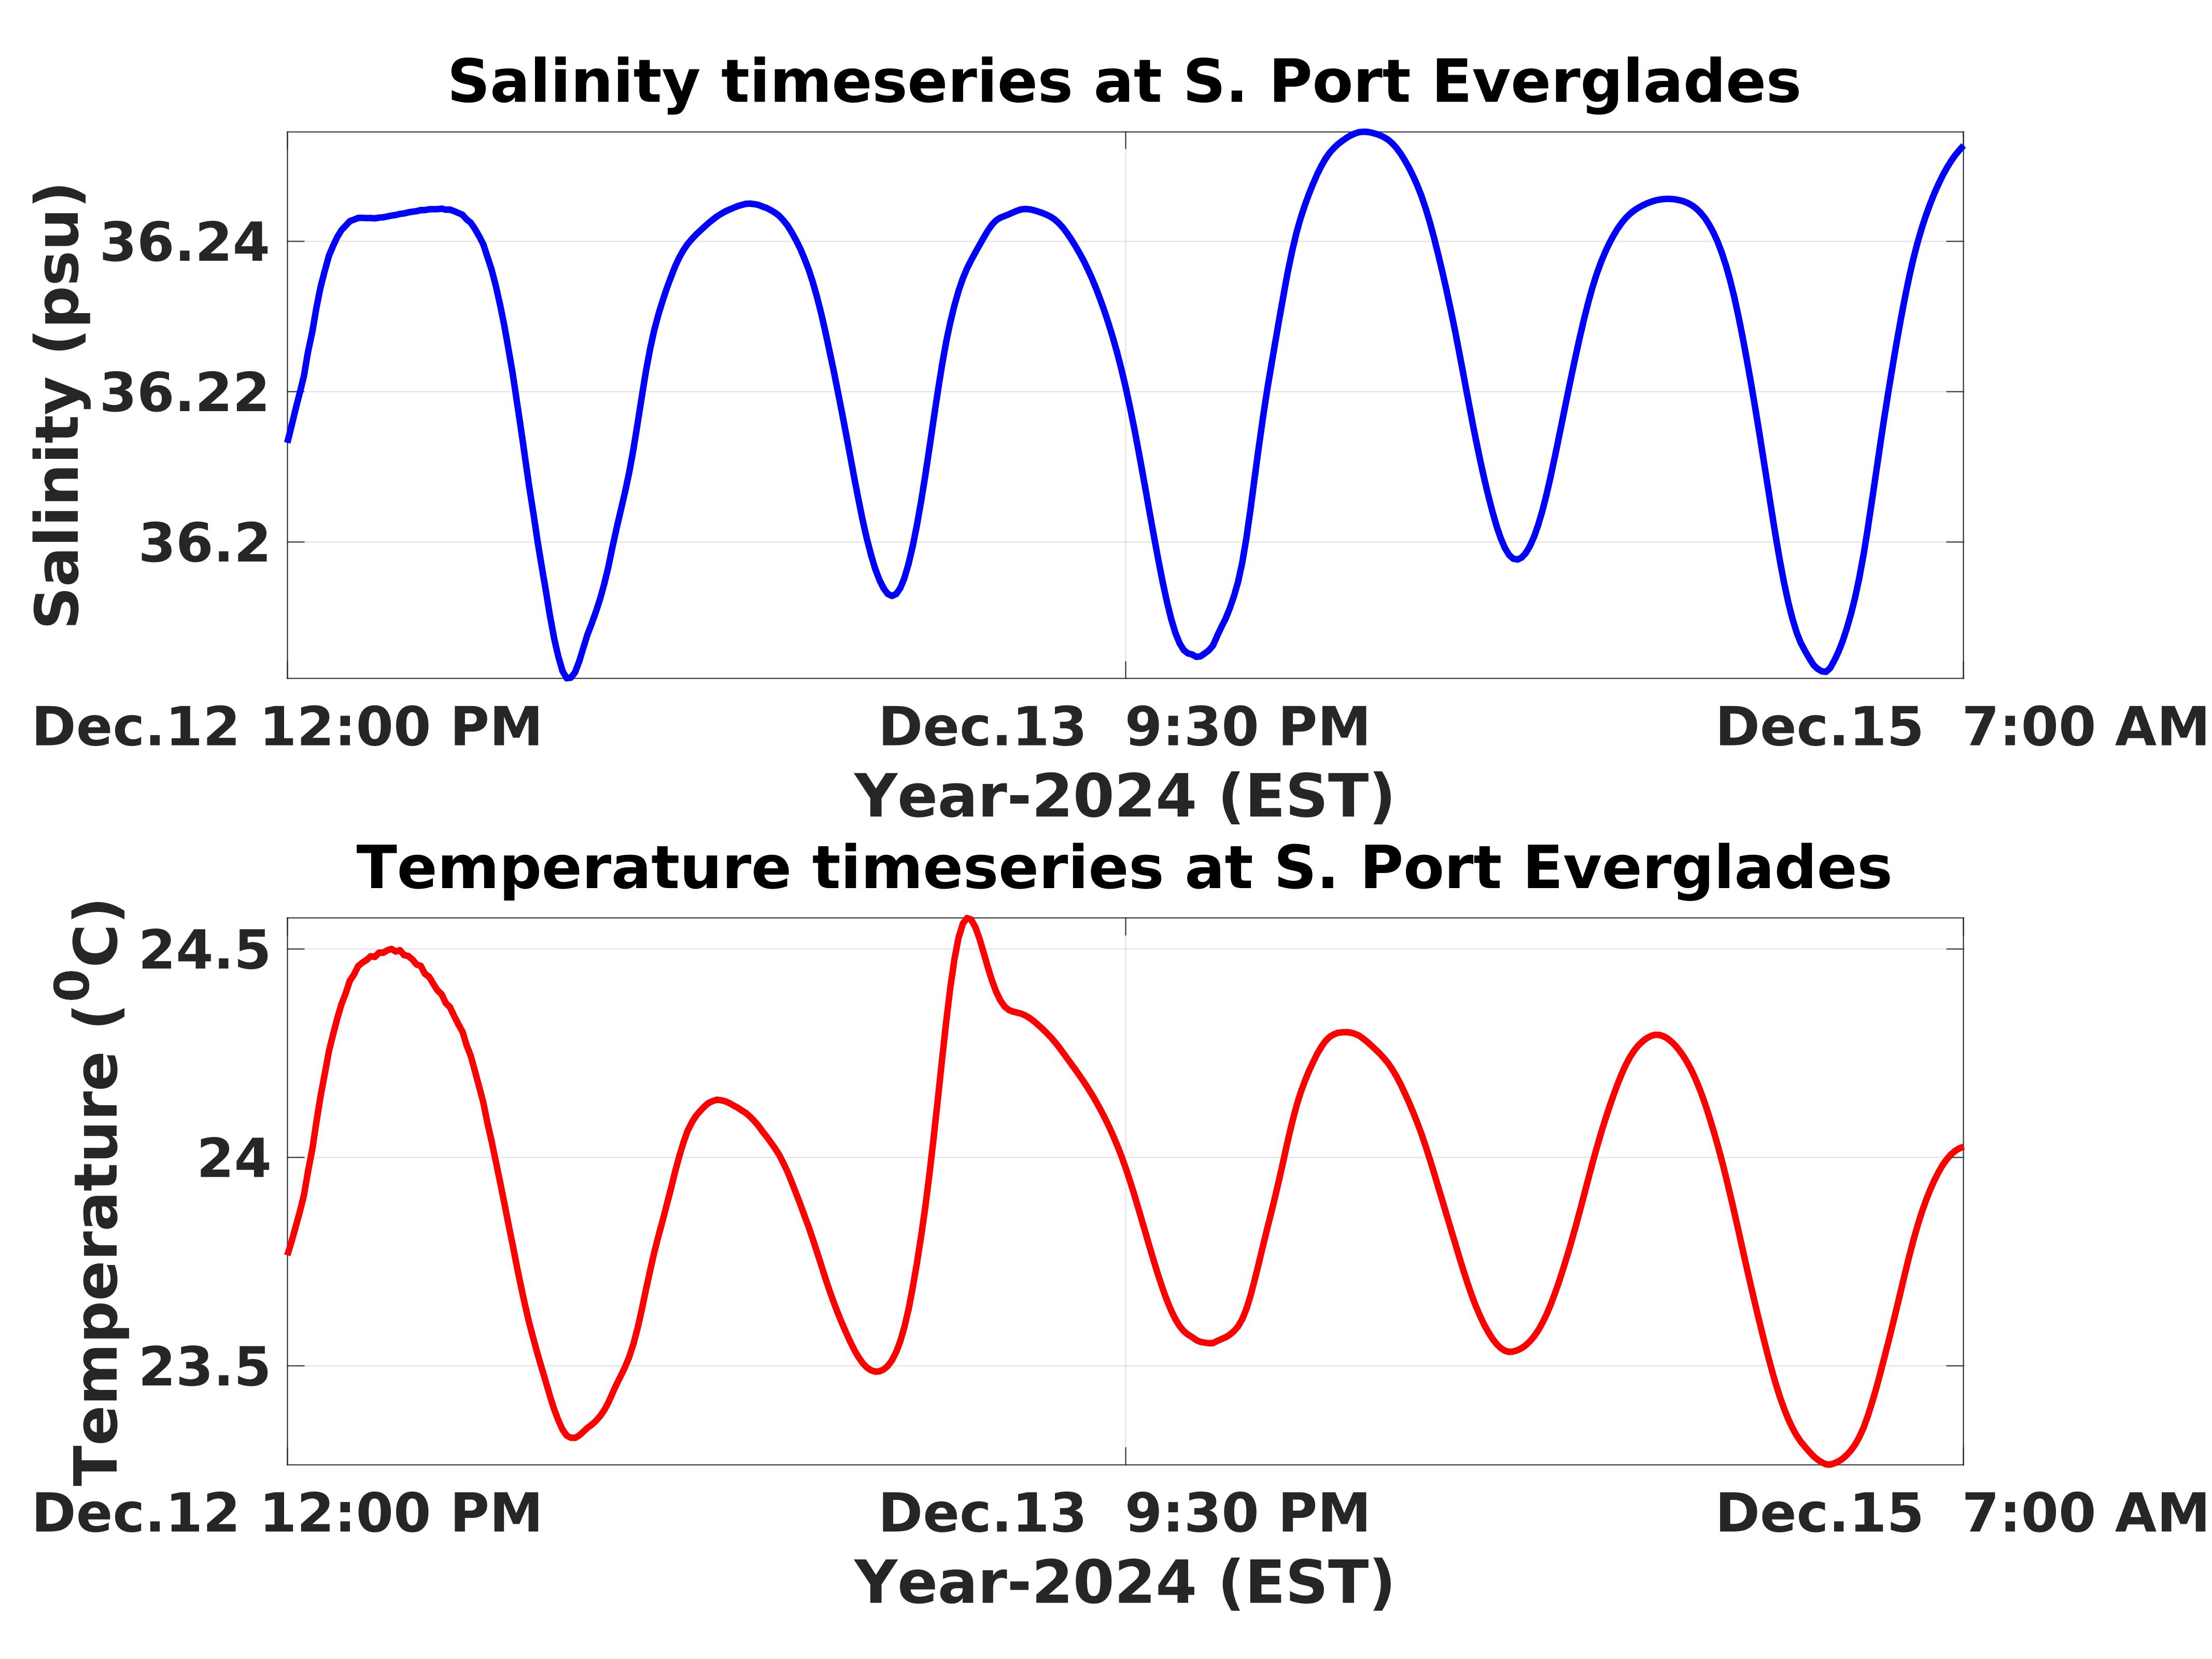 Salinity timeseries at S. Port Everglades
Salinity (psu)
36.24
36.22
36.2
Dec.12 12:00 PM
Dec.13  9:30 PM
Dec.15  7:00 AM
Year-2024 (EST)
Temperature timeseries at S. Port Everglades
Temperature (⁰C)
24.5
24
23.5
Dec.12 12:00 PM
Dec.13  9:30 PM
Dec.15  7:00 AM
Year-2024 (EST)